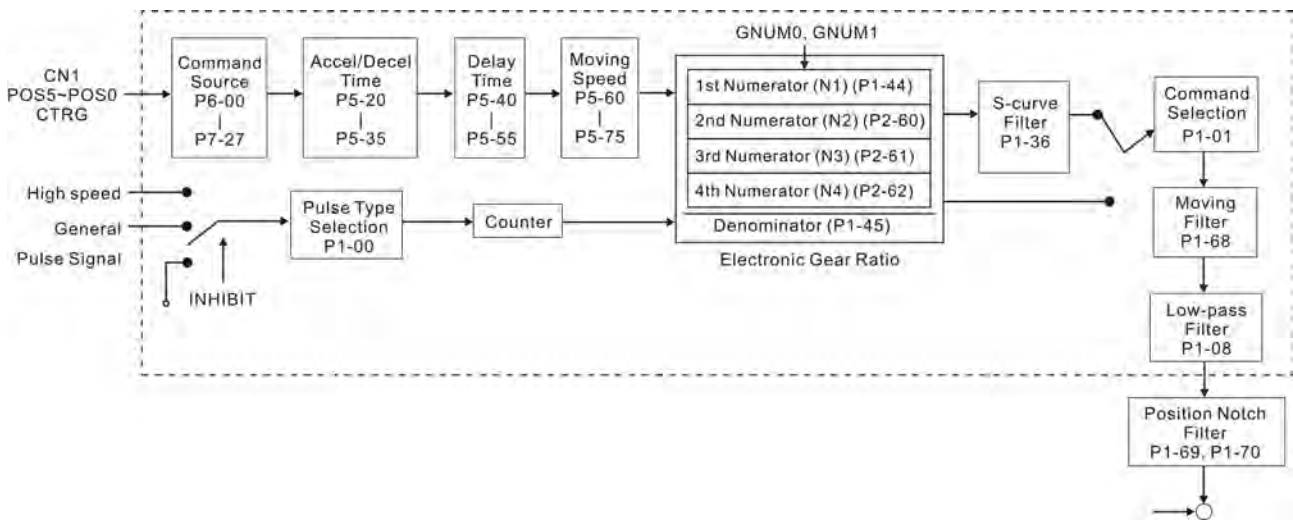 CN1
POS5~POS0
CTRG
Command
Source
P6-00
|
P7-27
Accel/Decel
Time
P5-20
|
P5-35
Delay
Time
P5-40
|
P5-55
Moving
Speed
P5-60
|
P5-75
GNUM0, GNUM1
1st Numerator (N1) (P1-44)
2nd Numerator (N2) (P2-60)
3rd Numerator (N3) (P2-61)
4th Numerator (N4) (P2-62)
Denominator (P1-45)
Electronic Gear Ratio
S-curve
Filter
P1-36
Command
Selection
P1-01
High speed
General
Pulse Signal
INHIBIT
Pulse Type
Selection
P1-00
Counter
Moving
Filter
P1-68
Low-pass
Filter
P1-08
Position Notch
Filter
P1-69, P1-70